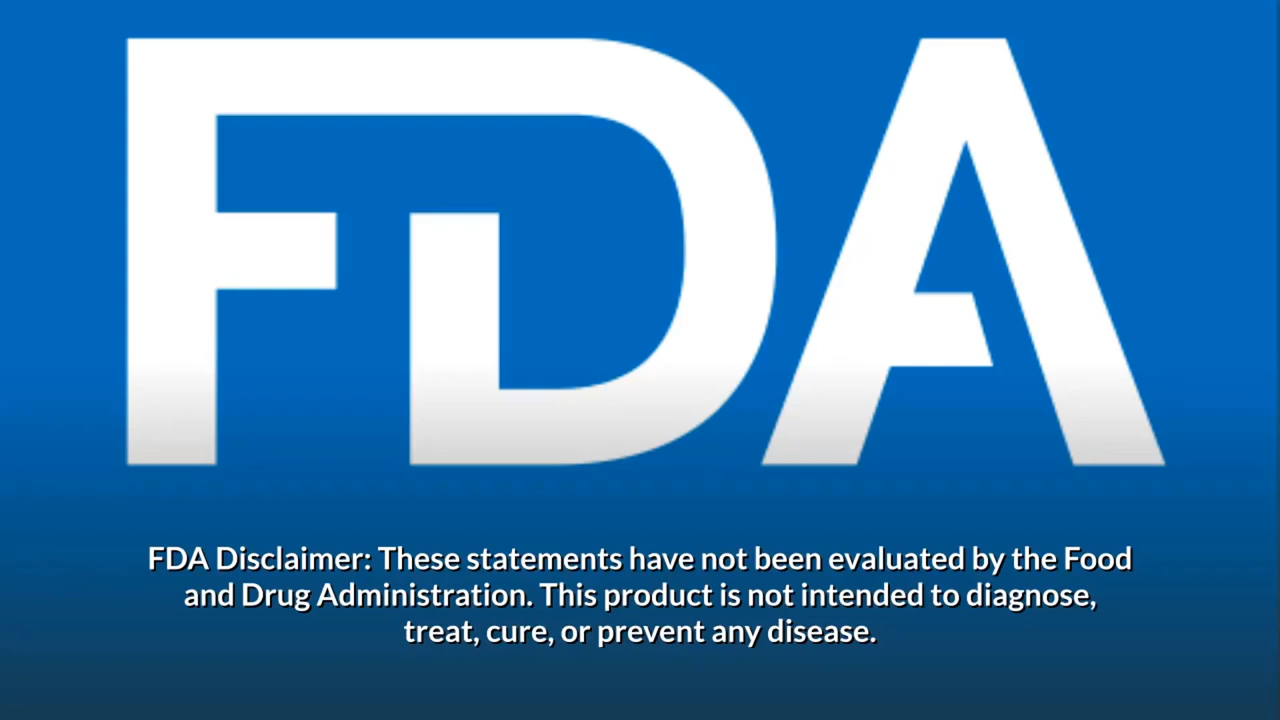 FDA
FDA Disclaimer: These statements have not been evaluated by the Food
and Drug Administration. This product is not intended to diagnose,
treat, cure, or prevent any disease.